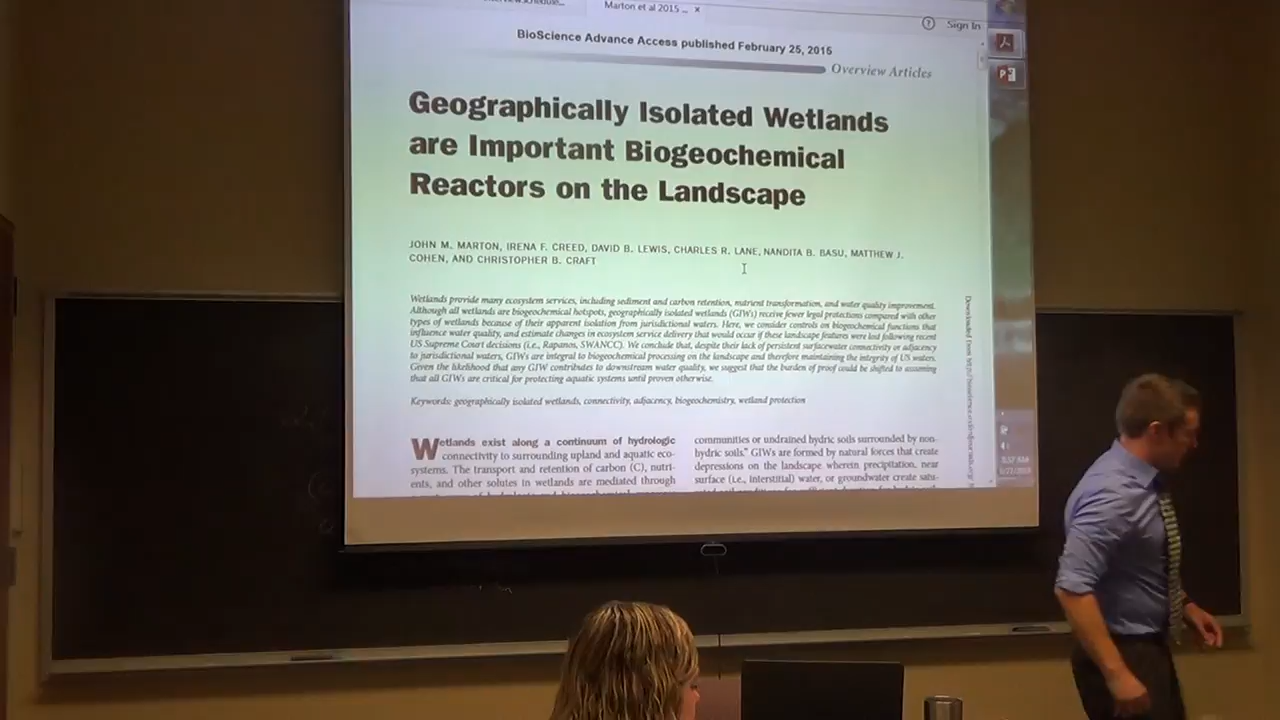 Marton et al 2015 ... ×
Sign In
BioScience Advance Access published February 25, 2015
Overview Articles
Geographically Isolated Wetlands
are Important Biogeochemical
Reactors on the Landscape
JOHN M. MARTON, IRENA F. CREED, DAVID B. LEWIS, CHARLES R. LANE, NANDITA B. BASU, MATTHEW J.
COHEN, AND CHRISTOPHER B. CRAFT
Wetlands provide many ecosystem services, including sediment and carbon retention, nutrient transformation, and water quality improvement.
Although all wetlands are biogeochemical hotspots, geographically isolated wetlands (GIWs) receive fewer legal protections compared with other
types of wetlands because of their apparent isolation from jurisdictional waters. Here, we consider controls on biogeochemical functions that
influence water quality, and estimate changes in ecosystem service delivery that would occur if these landscape features were lost following recent
US Supreme Court decisions (i.e., Rapanos, SWANCC). We conclude that, despite their lack of persistent surfacewater connectivity or adjacency
to jurisdictional waters, GIWs are integral to biogeochemical processing on the landscape and therefore maintaining the integrity of US waters.
Given the likelihood that any GIW contributes to downstream water quality, we suggest that the burden of proof could be shifted to assuming
that all GIWs are critical for protecting aquatic systems until proven otherwise.
Keywords: geographically isolated wetlands, connectivity, adjacency, biogeochemistry, wetland protection
Wetlands exist along a continuum of hydrologic
connectivity to surrounding upland and aquatic eco-
systems. The transport and retention of carbon (C), nutri-
ents, and other solutes in wetlands are mediated through
communities or undrained hydric soils surrounded by non-
hydric soils." GIWs are formed by natural forces that create
depressions on the landscape wherein precipitation, near
surface (i.e., interstitial) water, or groundwater create satu-
Downloaded from